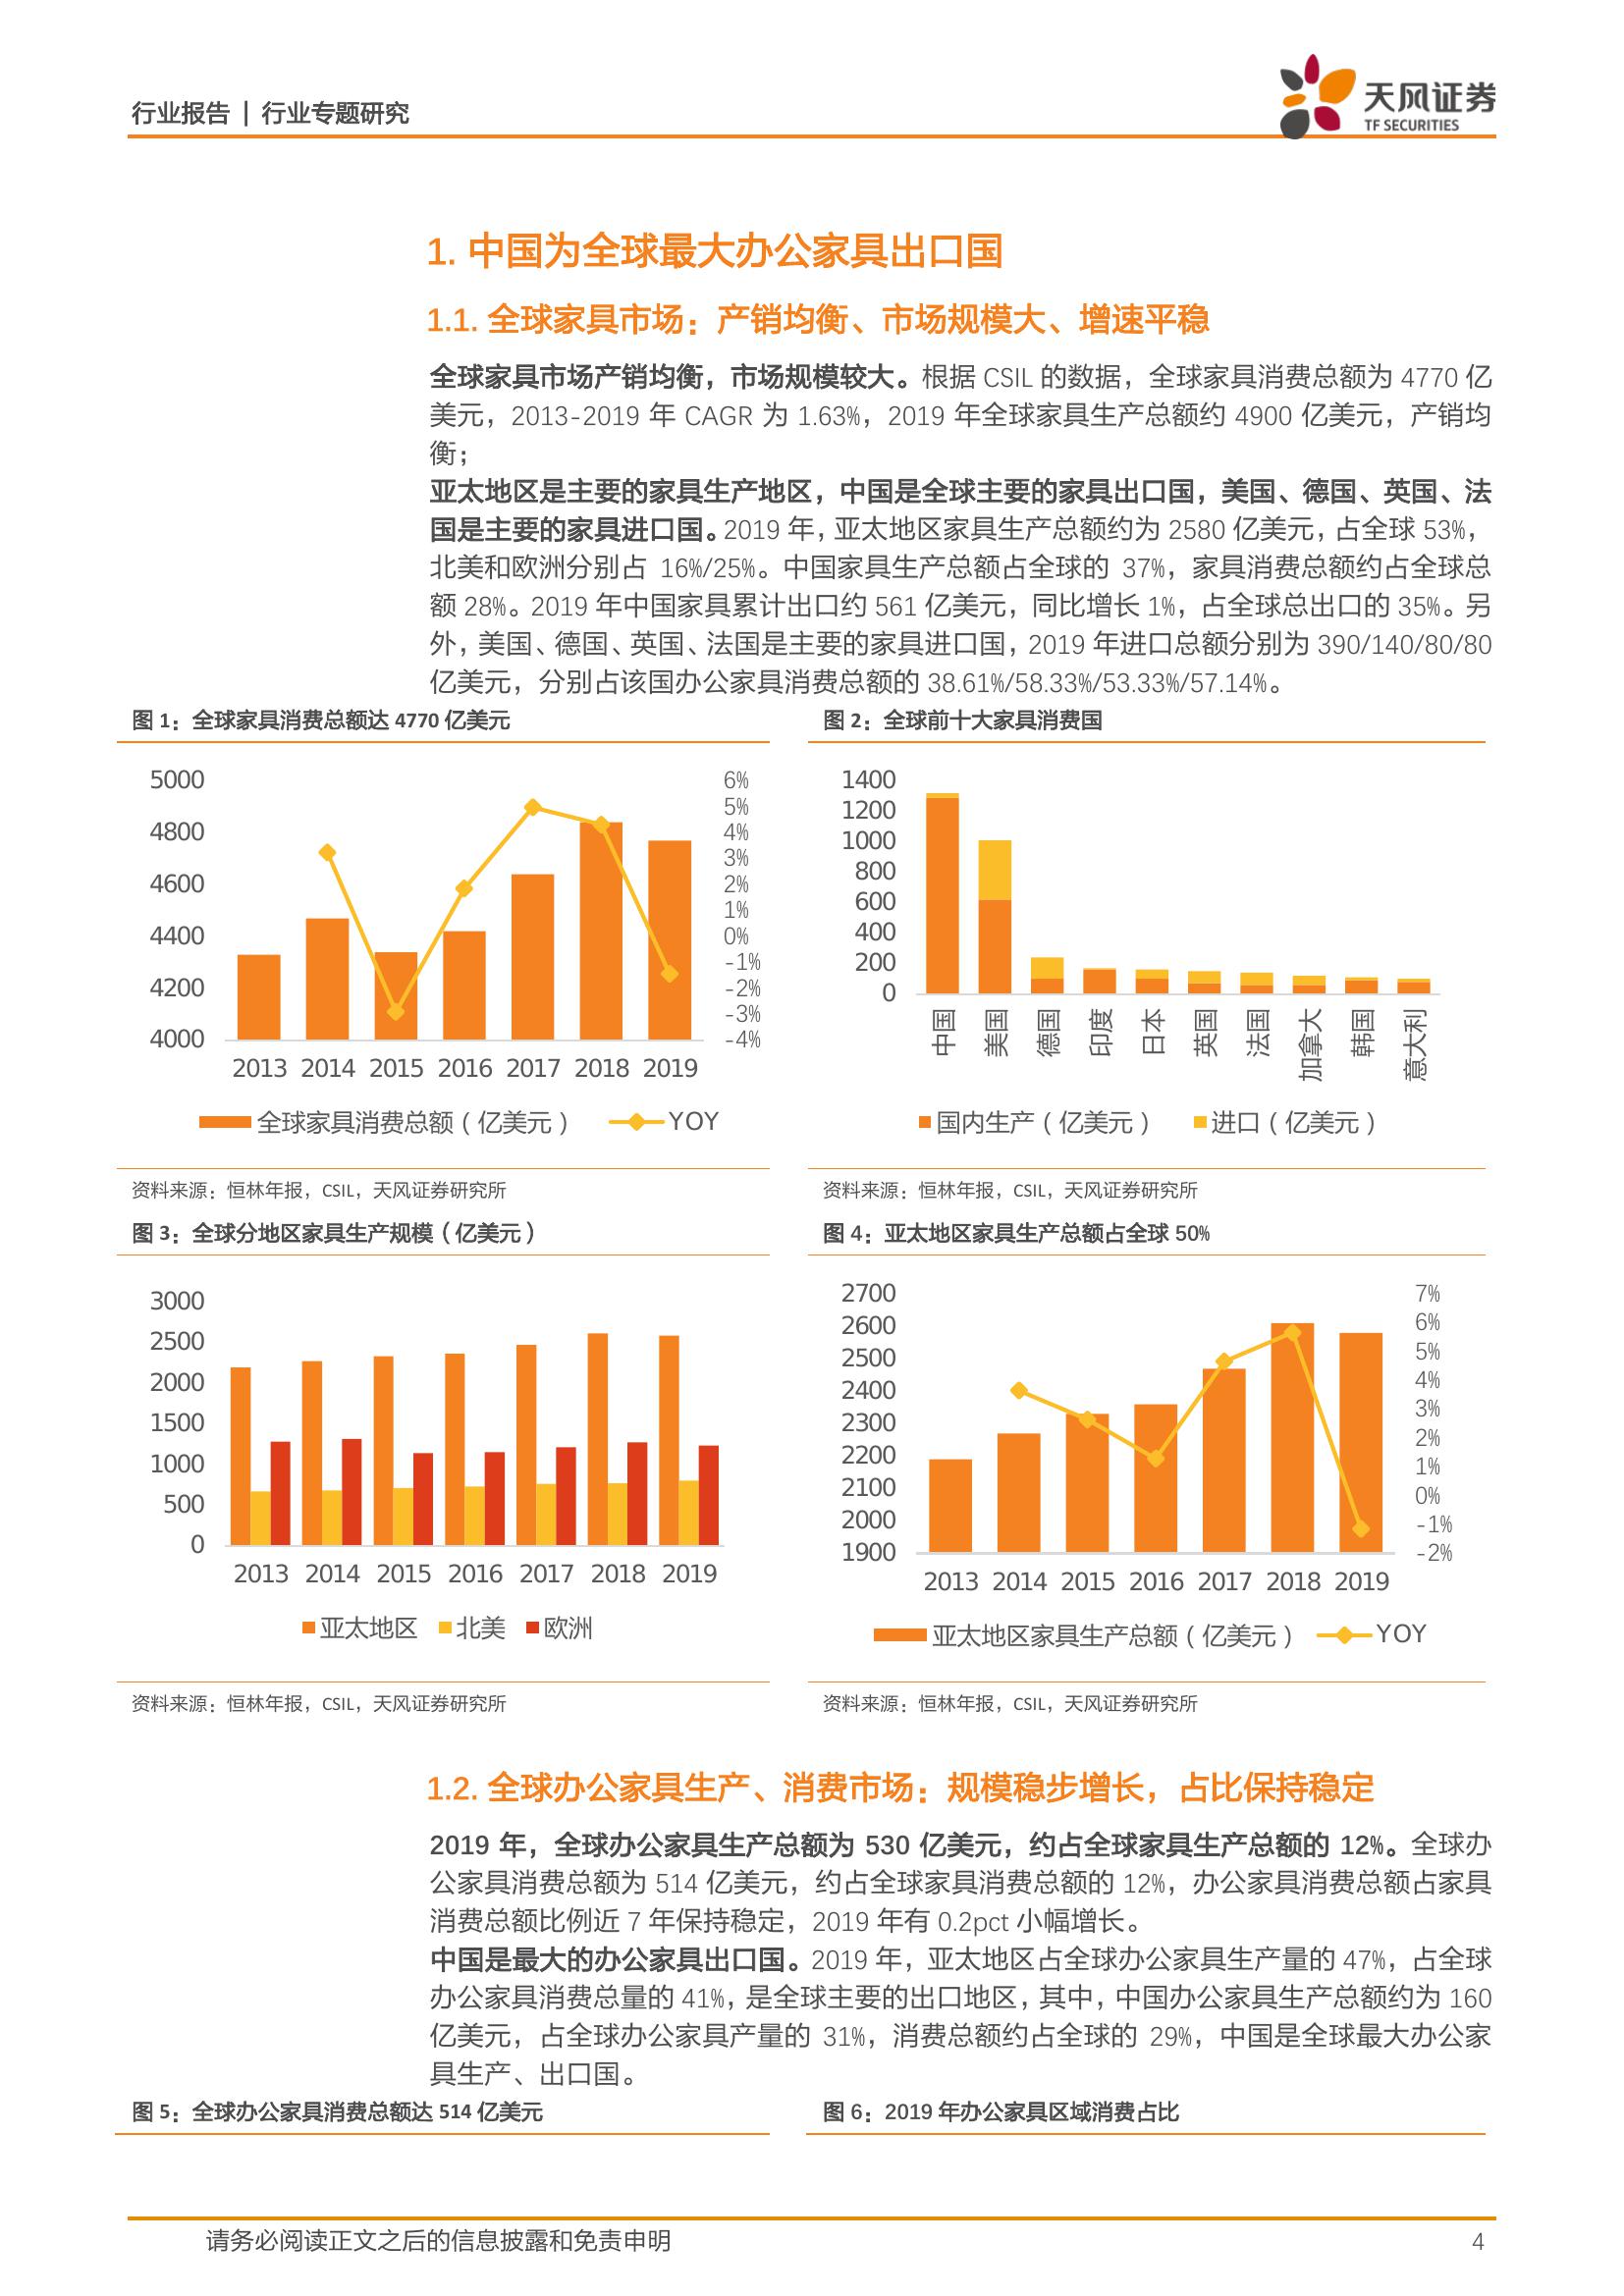 行业报告 | 行业专题研究
天风证券
TF SECURITIES
1. 中国为全球最大办公家具出口国
1.1. 全球家具市场：产销均衡、市场规模大、增速平稳
全球家具市场产销均衡，市场规模较大。根据 CSIL 的数据，全球家具消费总额为 4770 亿
美元，2013-2019 年 CAGR 为 1.63%，2019 年全球家具生产总额约 4900 亿美元，产销均
衡；
亚太地区是主要的家具生产地区，中国是全球主要的家具出口国，美国、德国、英国、法
国是主要的家具进口国。2019 年，亚太地区家具生产总额约为 2580 亿美元，占全球 53%，
北美和欧洲分别占 16%/25%。中国家具生产总额占全球的 37%，家具消费总额约占全球总
额 28%。2019 年中国家具累计出口约 561 亿美元，同比增长 1%，占全球总出口的 35%。另
外，美国、德国、英国、法国是主要的家具进口国，2019 年进口总额分别为 390/140/80/80
亿美元，分别占该国办公家具消费总额的 38.61%/58.33%/53.33%/57.14%。
图 1：全球家具消费总额达 4770 亿美元
5000
4800
4600
4400
4200
4000
6%
5%
4%
3%
2%
1%
0%
-1%
-2%
-3%
-4%
2013 2014 2015 2016 2017 2018 2019
全球家具消费总额（亿美元） YOY
资料来源：恒林年报，CSIL，天风证券研究所
图 2：全球前十大家具消费国
1400
1200
1000
800
600
400
200
0
中国 美国 德国 印度 日本 英国 法国 加拿大 韩国 意大利
国内生产（亿美元） 进口（亿美元）
资料来源：恒林年报，CSIL，天风证券研究所
图 3：全球分地区家具生产规模（亿美元）
3000
2500
2000
1500
1000
500
0
2013 2014 2015 2016 2017 2018 2019
亚太地区 北美 欧洲
资料来源：恒林年报，CSIL，天风证券研究所
图 4：亚太地区家具生产总额占全球 50%
2700
2600
2500
2400
2300
2200
2100
2000
1900
7%
6%
5%
4%
3%
2%
1%
0%
-1%
-2%
2013 2014 2015 2016 2017 2018 2019
亚太地区家具生产总额（亿美元） YOY
资料来源：恒林年报，CSIL，天风证券研究所
1.2. 全球办公家具生产、消费市场：规模稳步增长，占比保持稳定
2019 年，全球办公家具生产总额为 530 亿美元，约占全球家具生产总额的 12%。全球办
公家具消费总额为 514 亿美元，约占全球家具消费总额的 12%，办公家具消费总额占家具
消费总额比例近 7 年保持稳定，2019 年有 0.2pct 小幅增长。
中国是最大的办公家具出口国。2019 年，亚太地区占全球办公家具生产量的 47%，占全球
办公家具消费总量的 41%，是全球主要的出口地区，其中，中国办公家具生产总额约为 160
亿美元，占全球办公家具产量的 31%，消费总额约占全球的 29%，中国是全球最大办公家
具生产、出口国。
图 5：全球办公家具消费总额达 514 亿美元
图 6：2019 年办公家具区域消费占比
请务必阅读正文之后的信息披露和免责申明
4